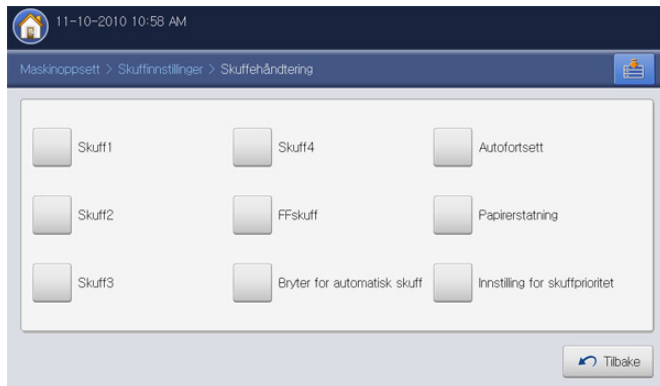 11-10-2010 10:58 AM
Maskinoppsett > Skuffinnstillinger > Skuffehåndtering
Skuff1
Skuff4
Autofortsett
Skuff2
FFskuff
Papirerstatning
Skuff3
Bryter for automatisk skuff
Innstilling for skuffprioritet
Tilbake